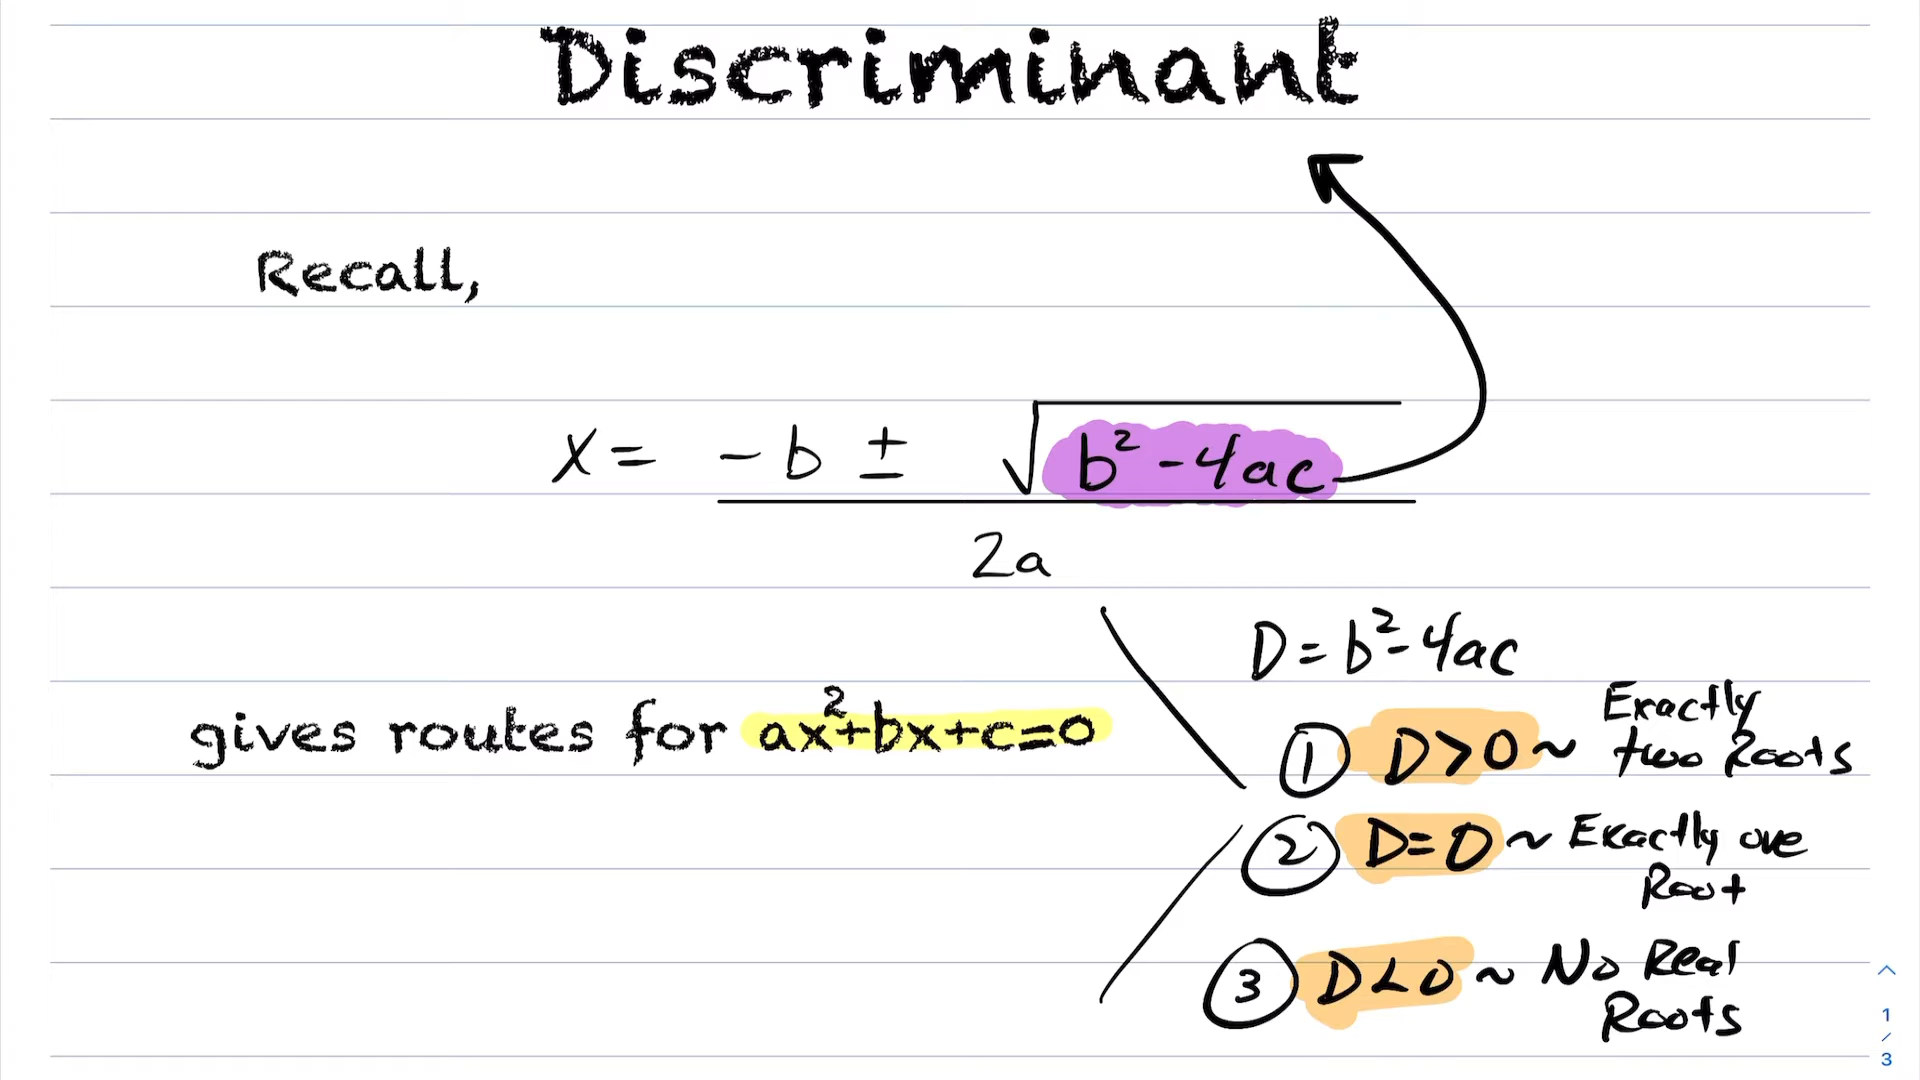 Discriminant
Recall,
x = -b ± √b² - 4ac
2a
D = b² - 4ac
gives routes for ax²+bx+c=0
① D>0 ~ Exactly
two Roots
② D=0 ~ Exactly one
Root
③ D<0 ~ No Real
Roots
1
/
3